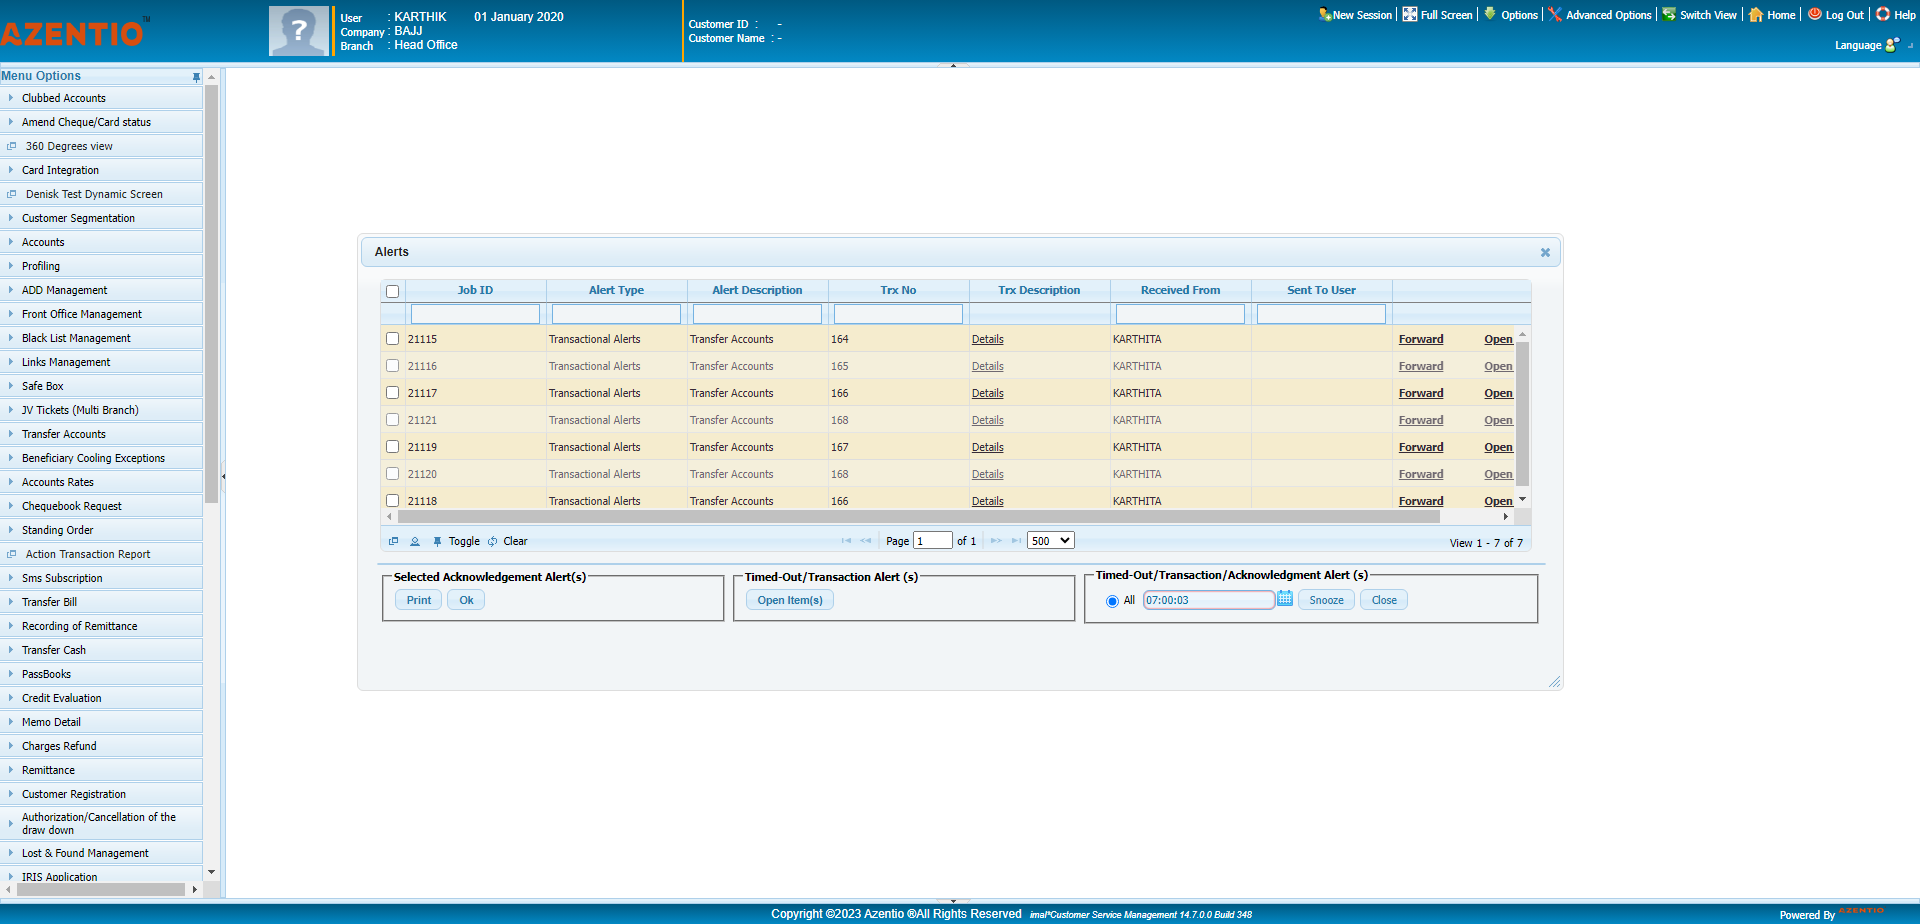 AZENTIO™
User : KARTHIK 01 January 2020
Company : BAJJ
Branch : Head Office
Customer ID : -
Customer Name : -
New Session | Full Screen | Options | Advanced Options | Switch View | Home | Log Out | Help
Language
Menu Options
Clubbed Accounts
Amend Cheque/Card status
360 Degrees view
Card Integration
Denisk Test Dynamic Screen
Customer Segmentation
Accounts
Profiling
ADD Management
Front Office Management
Black List Management
Links Management
Safe Box
JV Tickets (Multi Branch)
Transfer Accounts
Beneficiary Cooling Exceptions
Accounts Rates
Chequebook Request
Standing Order
Action Transaction Report
Sms Subscription
Transfer Bill
Recording of Remittance
Transfer Cash
PassBooks
Credit Evaluation
Memo Detail
Charges Refund
Remittance
Customer Registration
Authorization/Cancellation of the
draw down
Lost & Found Management
IRIS Application
Alerts
Job ID Alert Type Alert Description Trx No Trx Description Received From Sent To User
21115 Transactional Alerts Transfer Accounts 164 Details KARTHITA Forward Open
21116 Transactional Alerts Transfer Accounts 165 Details KARTHITA Forward Open
21117 Transactional Alerts Transfer Accounts 166 Details KARTHITA Forward Open
21121 Transactional Alerts Transfer Accounts 168 Details KARTHITA Forward Open
21119 Transactional Alerts Transfer Accounts 167 Details KARTHITA Forward Open
21120 Transactional Alerts Transfer Accounts 168 Details KARTHITA Forward Open
21118 Transactional Alerts Transfer Accounts 166 Details KARTHITA Forward Open
Toggle Clear Page 1 of 1 500 View 1 - 7 of 7
Selected Acknowledgement Alert(s)
Print Ok
Timed-Out/Transaction Alert (s)
Open Item(s)
Timed-Out/Transaction/Acknowledgment Alert (s)
All 07:00:03 Snooze Close
Copyright ©2023 Azentio ®All Rights Reserved imal*Customer Service Management 14.7.0.0 Build 348
Powered By AZENTIO